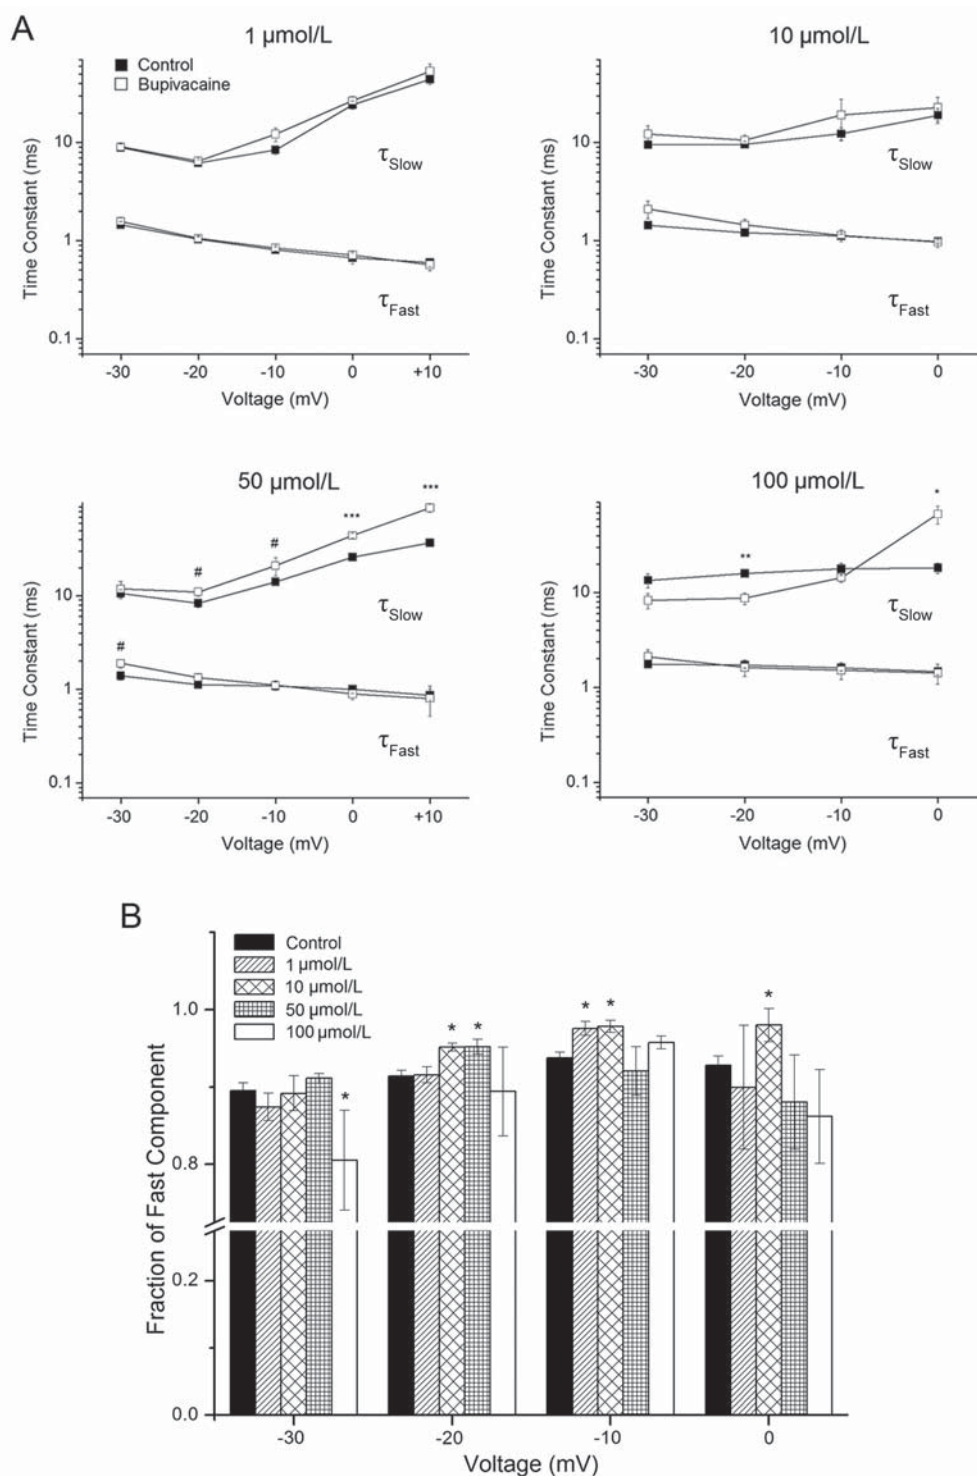 A
1 µmol/L
Control
Bupivacaine
Time Constant (ms)
10
1
0.1
τSlow
τFast
-30 -20 -10 0 +10
Voltage (mV)
10 µmol/L
Time Constant (ms)
10
1
0.1
τSlow
τFast
-30 -20 -10 0
Voltage (mV)
50 µmol/L
Time Constant (ms)
10
1
0.1
# # *** ***
#
τSlow
τFast
-30 -20 -10 0 +10
Voltage (mV)
100 µmol/L
Time Constant (ms)
10
1
0.1
** *
τSlow
τFast
-30 -20 -10 0
Voltage (mV)
B
Control
1 µmol/L
10 µmol/L
50 µmol/L
100 µmol/L
Fraction of Fast Component
1.0
0.8
0.2
0.0
* * * * * *
-30 -20 -10 0
Voltage (mV)